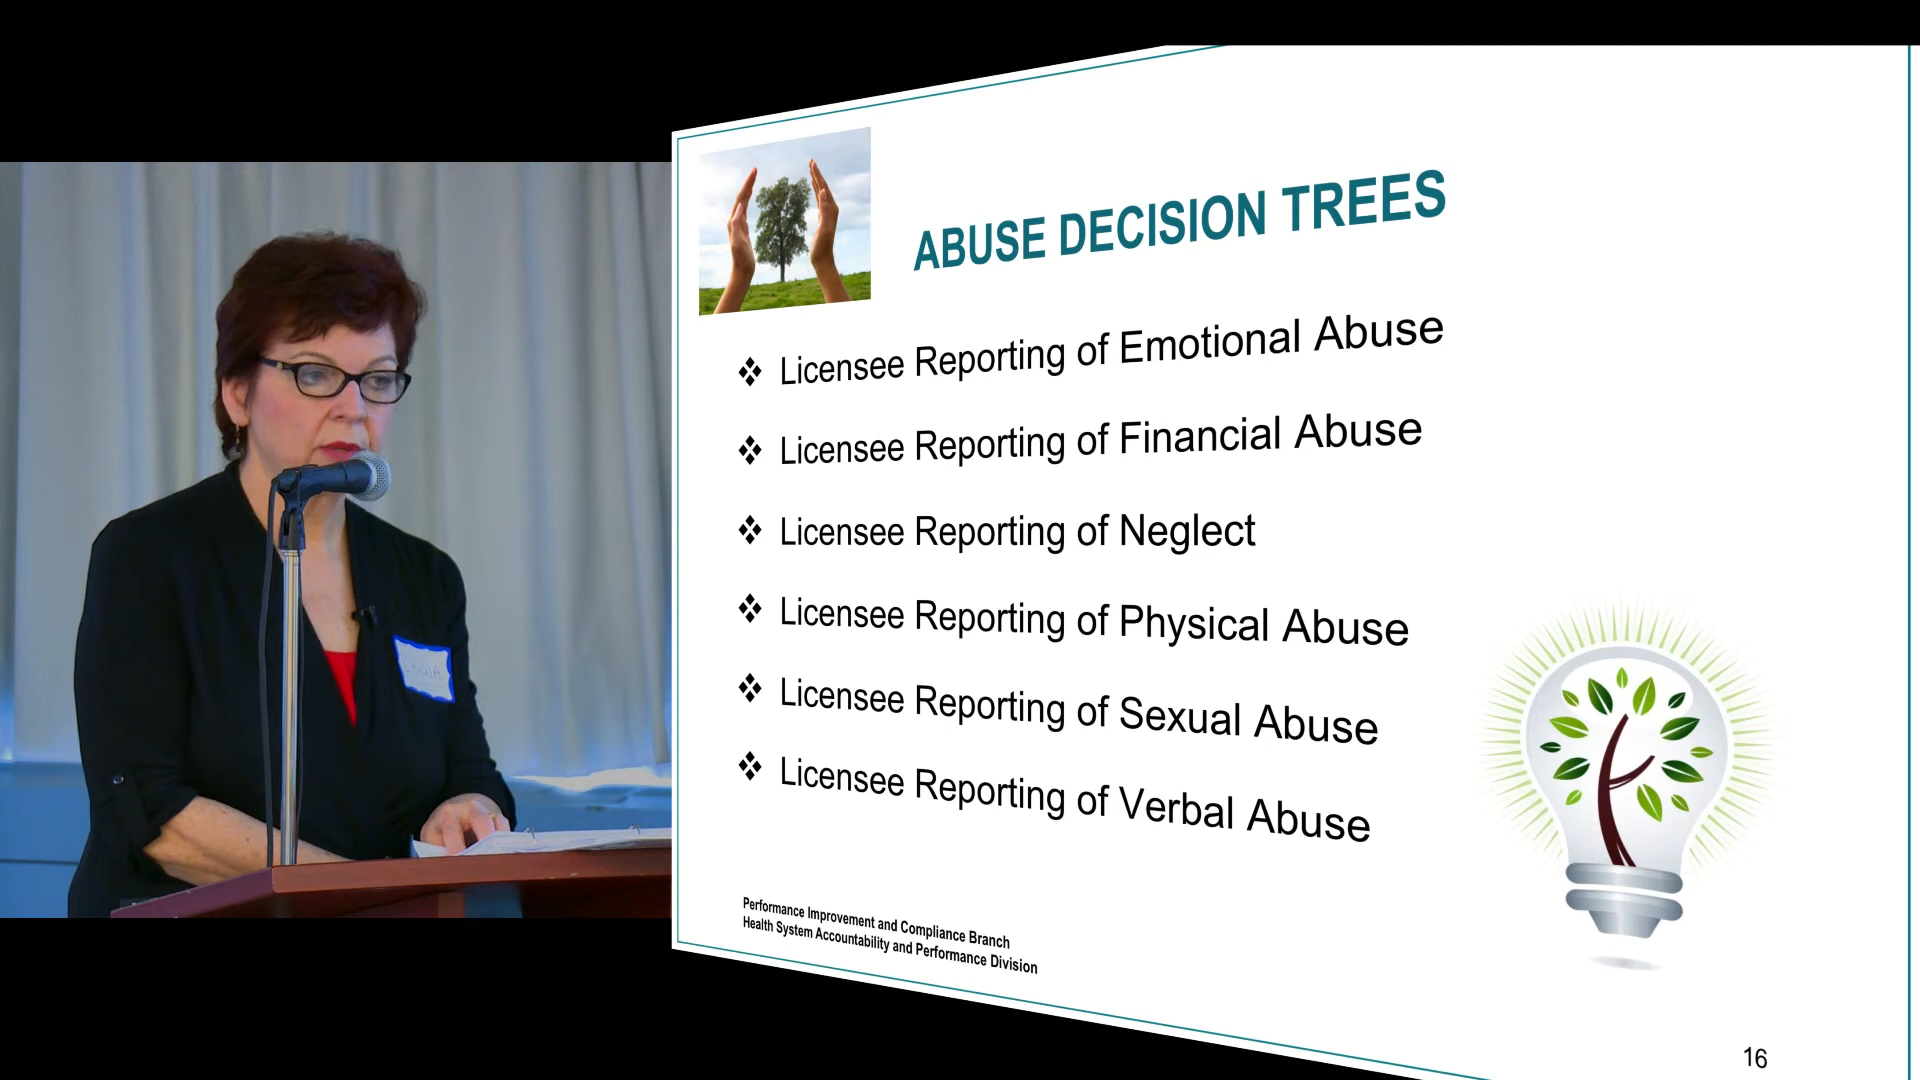 ABUSE DECISION TREES
Licensee Reporting of Emotional Abuse
Licensee Reporting of Financial Abuse
Licensee Reporting of Neglect
Licensee Reporting of Physical Abuse
Licensee Reporting of Sexual Abuse
Licensee Reporting of Verbal Abuse
Performance Improvement and Compliance Branch
Health System Accountability and Performance Division
16